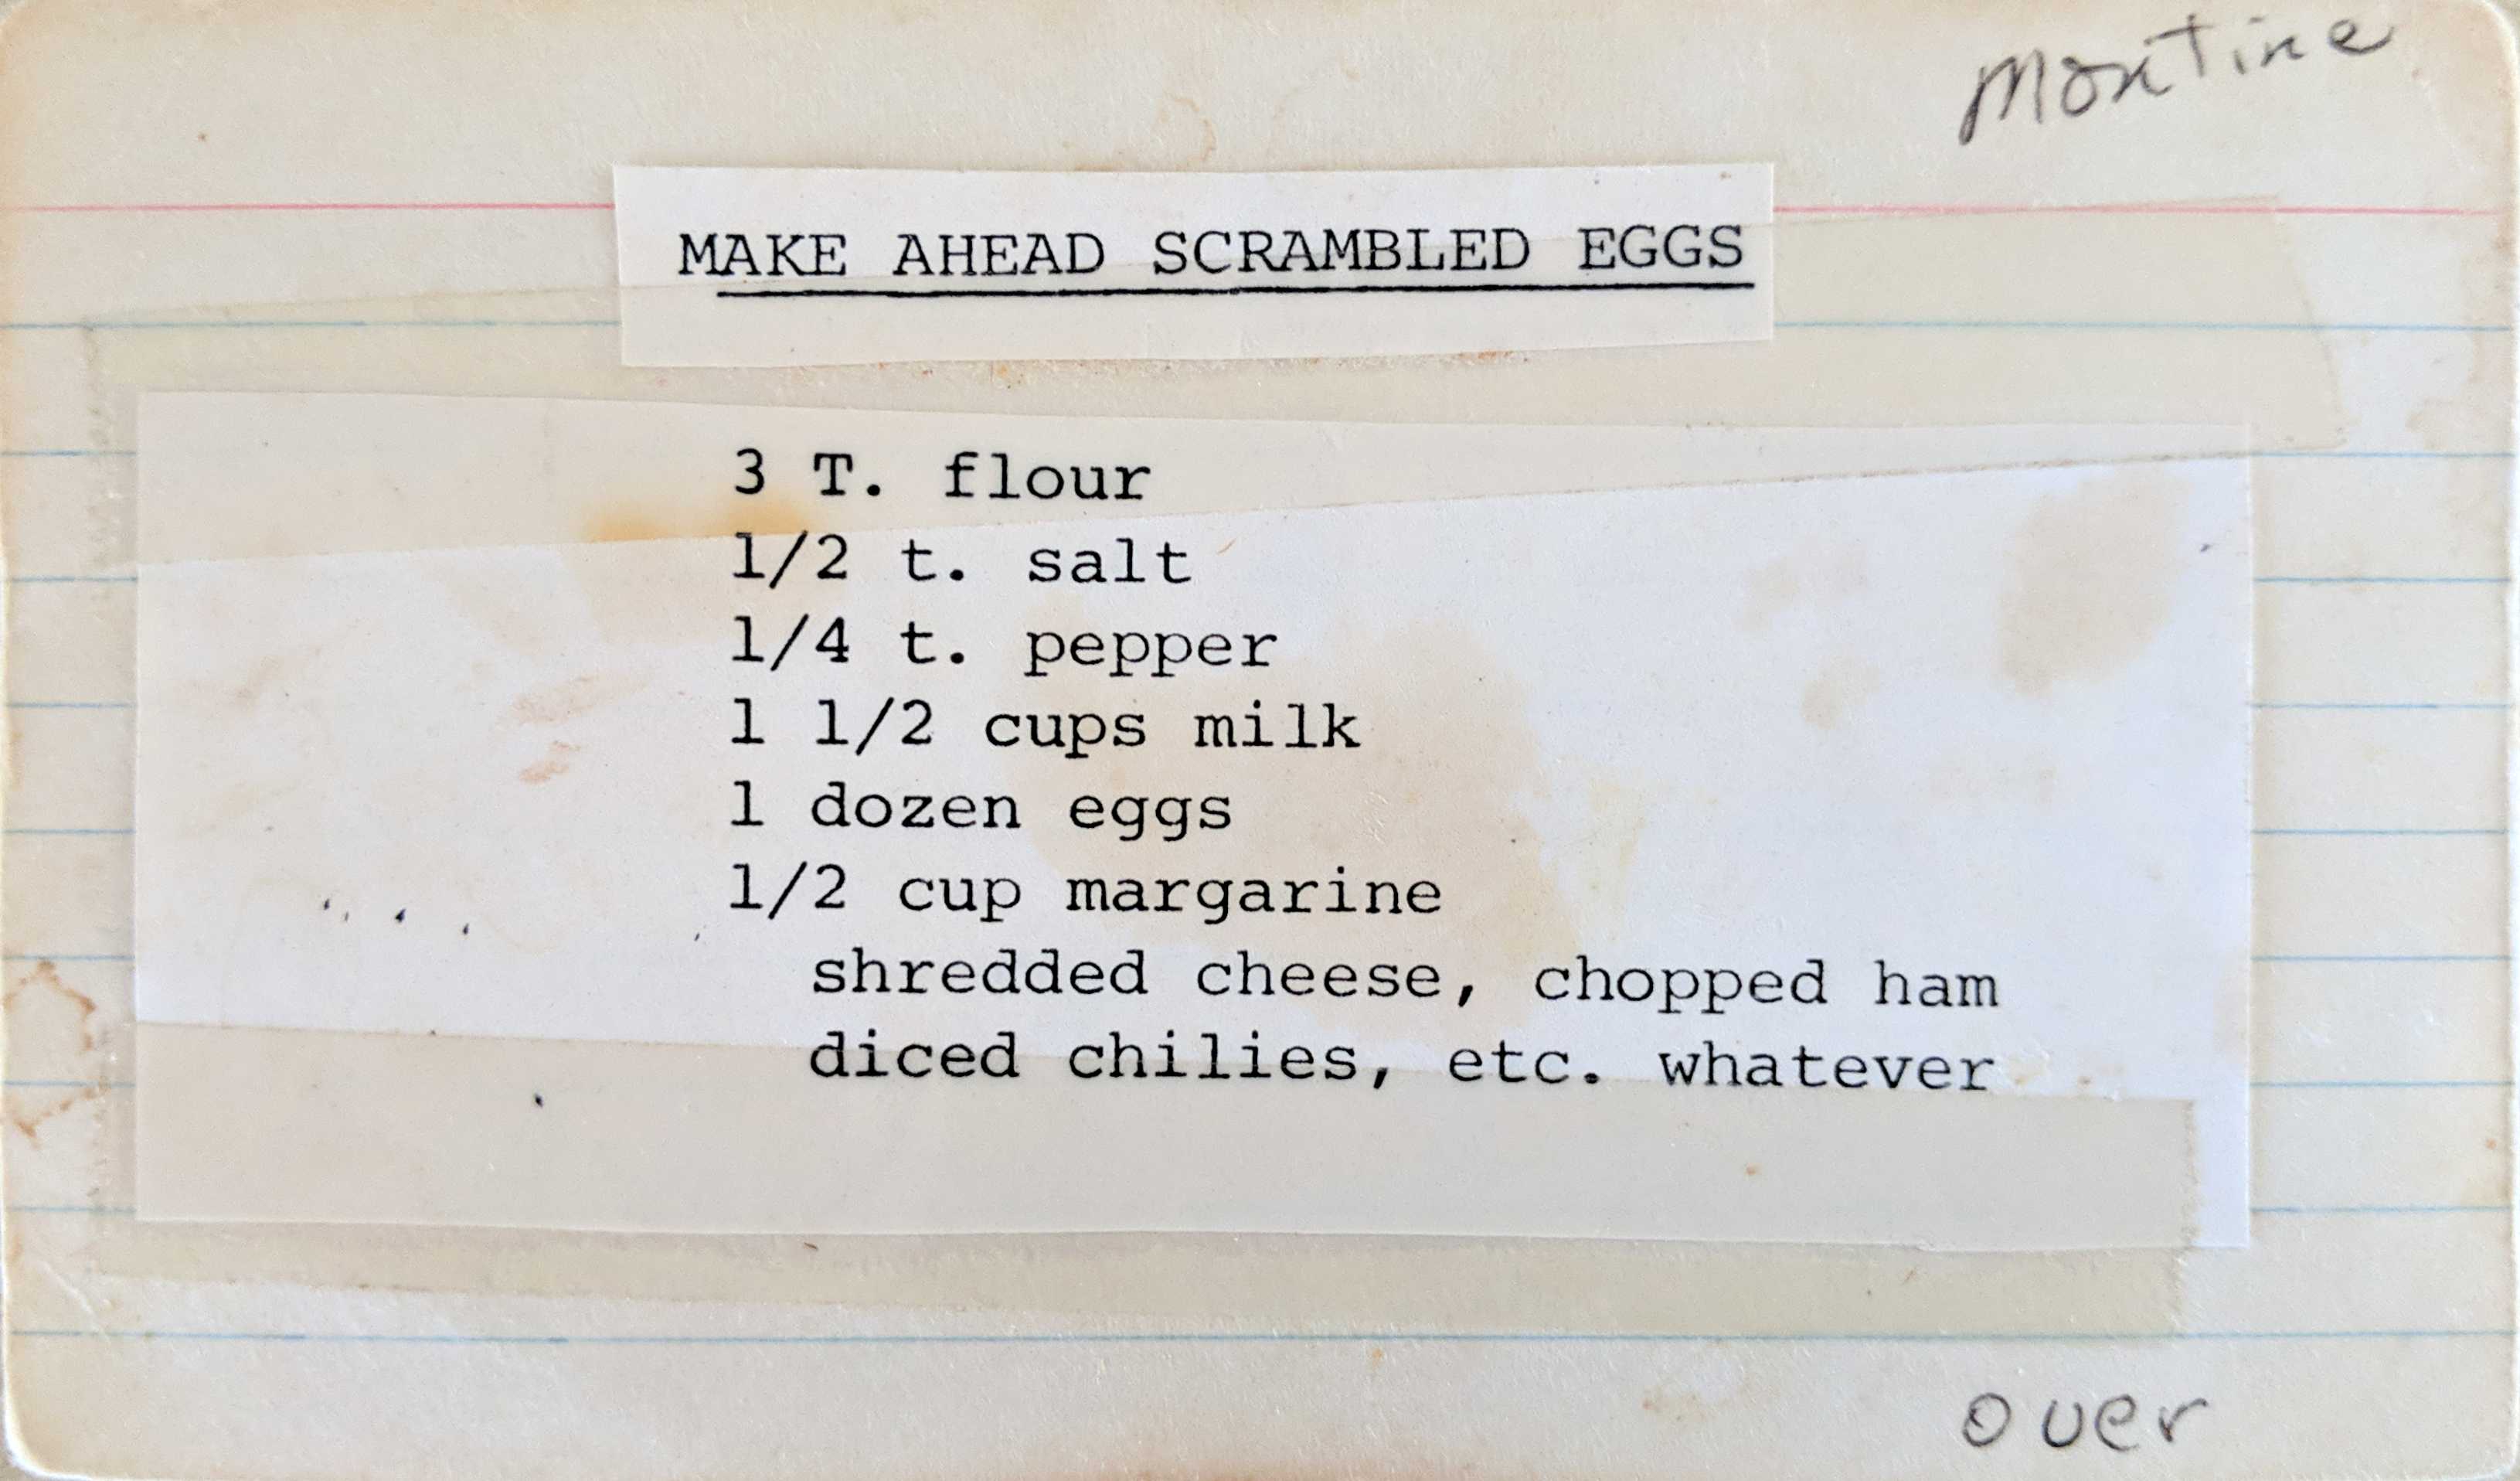 Montine
MAKE AHEAD SCRAMBLED EGGS
3 T. flour
1/2 t. salt
1/4 t. pepper
1 1/2 cups milk
1 dozen eggs
1/2 cup margarine
shredded cheese, chopped ham
diced chilies, etc. whatever
over